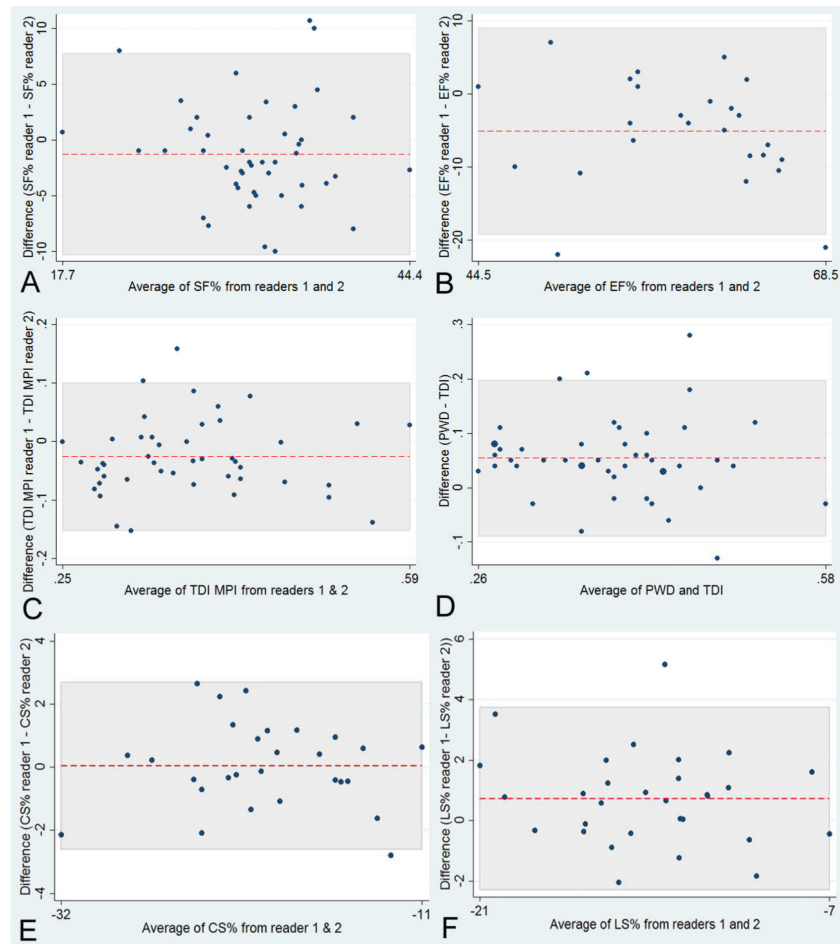 Difference (SF% reader 1 - SF% reader 2)
10
5
0
-5
-10
17.7
44.4
A
Average of SF% from readers 1 and 2
Difference (EF% reader 1 - EF% reader 2)
10
0
-10
-20
44.5
68.5
B
Average of EF% from readers 1 and 2
Difference (TDI MPI reader 1 - TDI MPI reader 2)
.2
.1
0
-.1
-.2
.25
.59
C
Average of TDI MPI from readers 1 & 2
Difference (PWD - TDI)
.3
.2
.1
0
-.1
.26
.58
D
Average of PWD and TDI
Difference (CS% reader 1 - CS% reader 2)
4
2
0
-2
-4
-32
-11
E
Average of CS% from reader 1 & 2
Difference (LS% reader 1- LS% reader 2))
6
4
2
0
-2
-21
-7
F
Average of LS% from readers 1 and 2